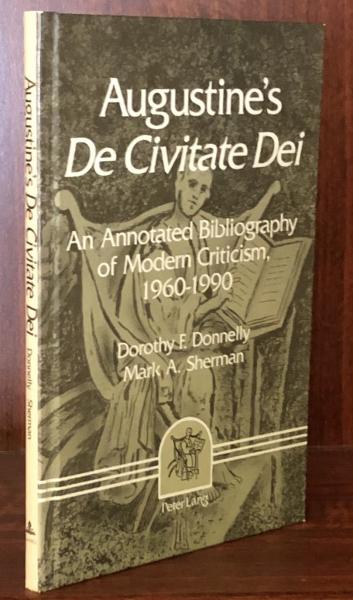 Augustine's
De Civitate Dei
An Annotated Bibliography
of Modern Criticism,
1960-1990
Dorothy F. Donnelly
Mark A. Sherman
Peter Lang
Augustine's De Civitate Dei Donnelly Sherman